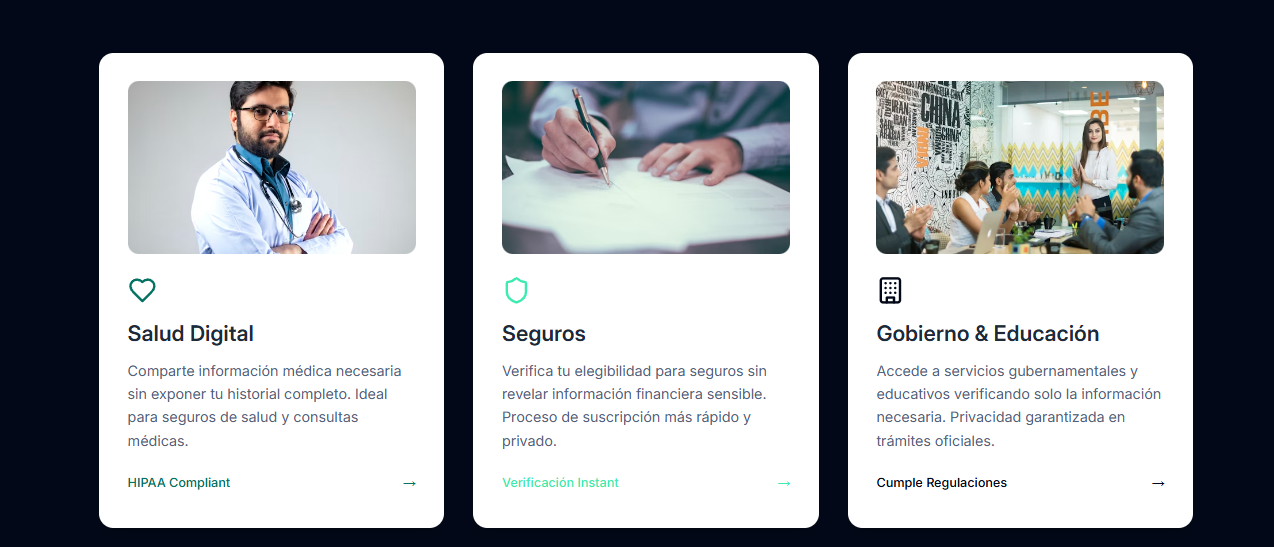 CHINA
INDIA
IRAN
Salud Digital
Comparte información médica necesaria
sin exponer tu historial completo. Ideal
para seguros de salud y consultas
médicas.
HIPAA Compliant →
Seguros
Verifica tu elegibilidad para seguros sin
revelar información financiera sensible.
Proceso de suscripción más rápido y
privado.
Verificación Instant →
Gobierno & Educación
Accede a servicios gubernamentales y
educativos verificando solo la información
necesaria. Privacidad garantizada en
trámites oficiales.
Cumple Regulaciones →